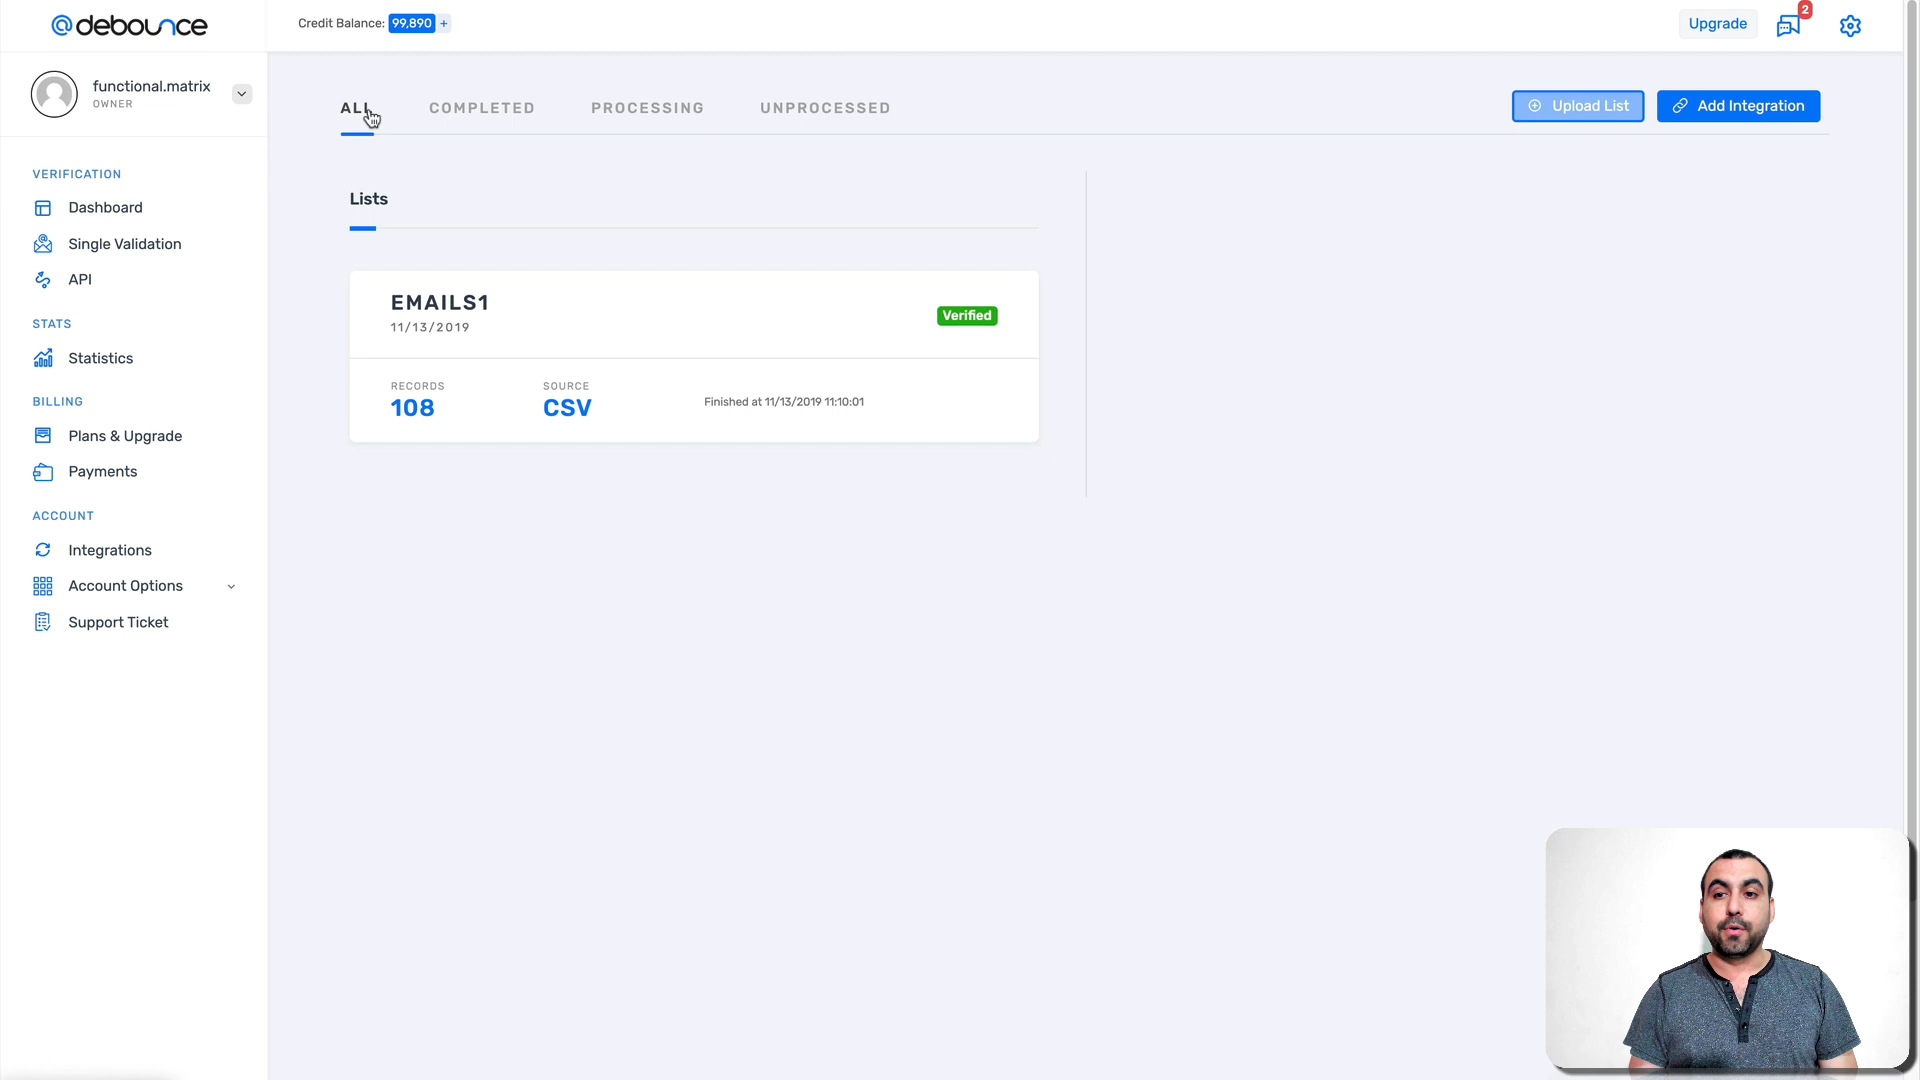 @debounce
Credit Balance: 99,890 +
Upgrade
2
functional.matrix
OWNER
ALL
COMPLETED
PROCESSING
UNPROCESSED
Upload List
Add Integration
VERIFICATION
Dashboard
Single Validation
API
STATS
Statistics
BILLING
Plans & Upgrade
Payments
ACCOUNT
Integrations
Account Options
Support Ticket
Lists
EMAILS1
11/13/2019
Verified
RECORDS
108
SOURCE
CSV
Finished at 11/13/2019 11:10:01